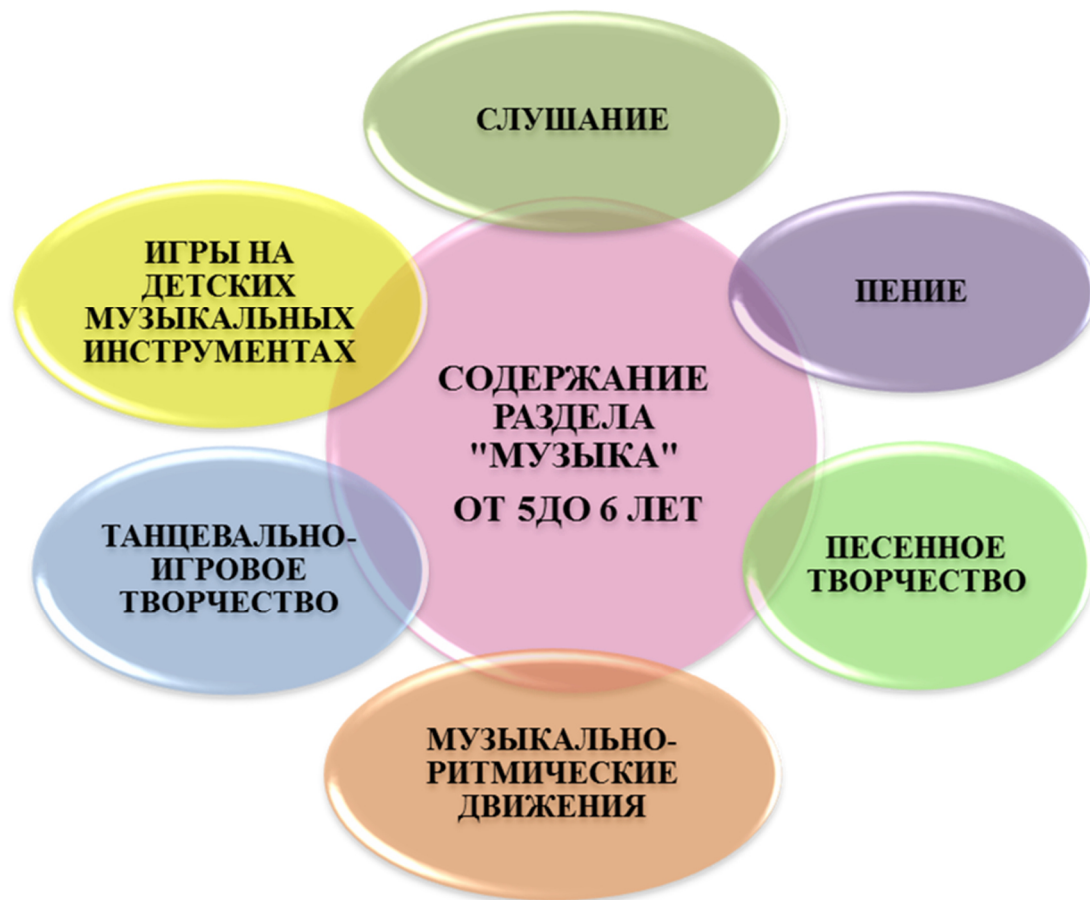 СЛУШАНИЕ
ПЕНИЕ
ПЕСЕННОЕ
ТВОРЧЕСТВО
МУЗЫКАЛЬНО-
РИТМИЧЕСКИЕ
ДВИЖЕНИЯ
ТАНЦЕВАЛЬНО-
ИГРОВОЕ
ТВОРЧЕСТВО
ИГРЫ НА
ДЕТСКИХ
МУЗЫКАЛЬНЫХ
ИНСТРУМЕНТАХ
СОДЕРЖАНИЕ
РАЗДЕЛА
"МУЗЫКА"
ОТ 5ДО 6 ЛЕТ